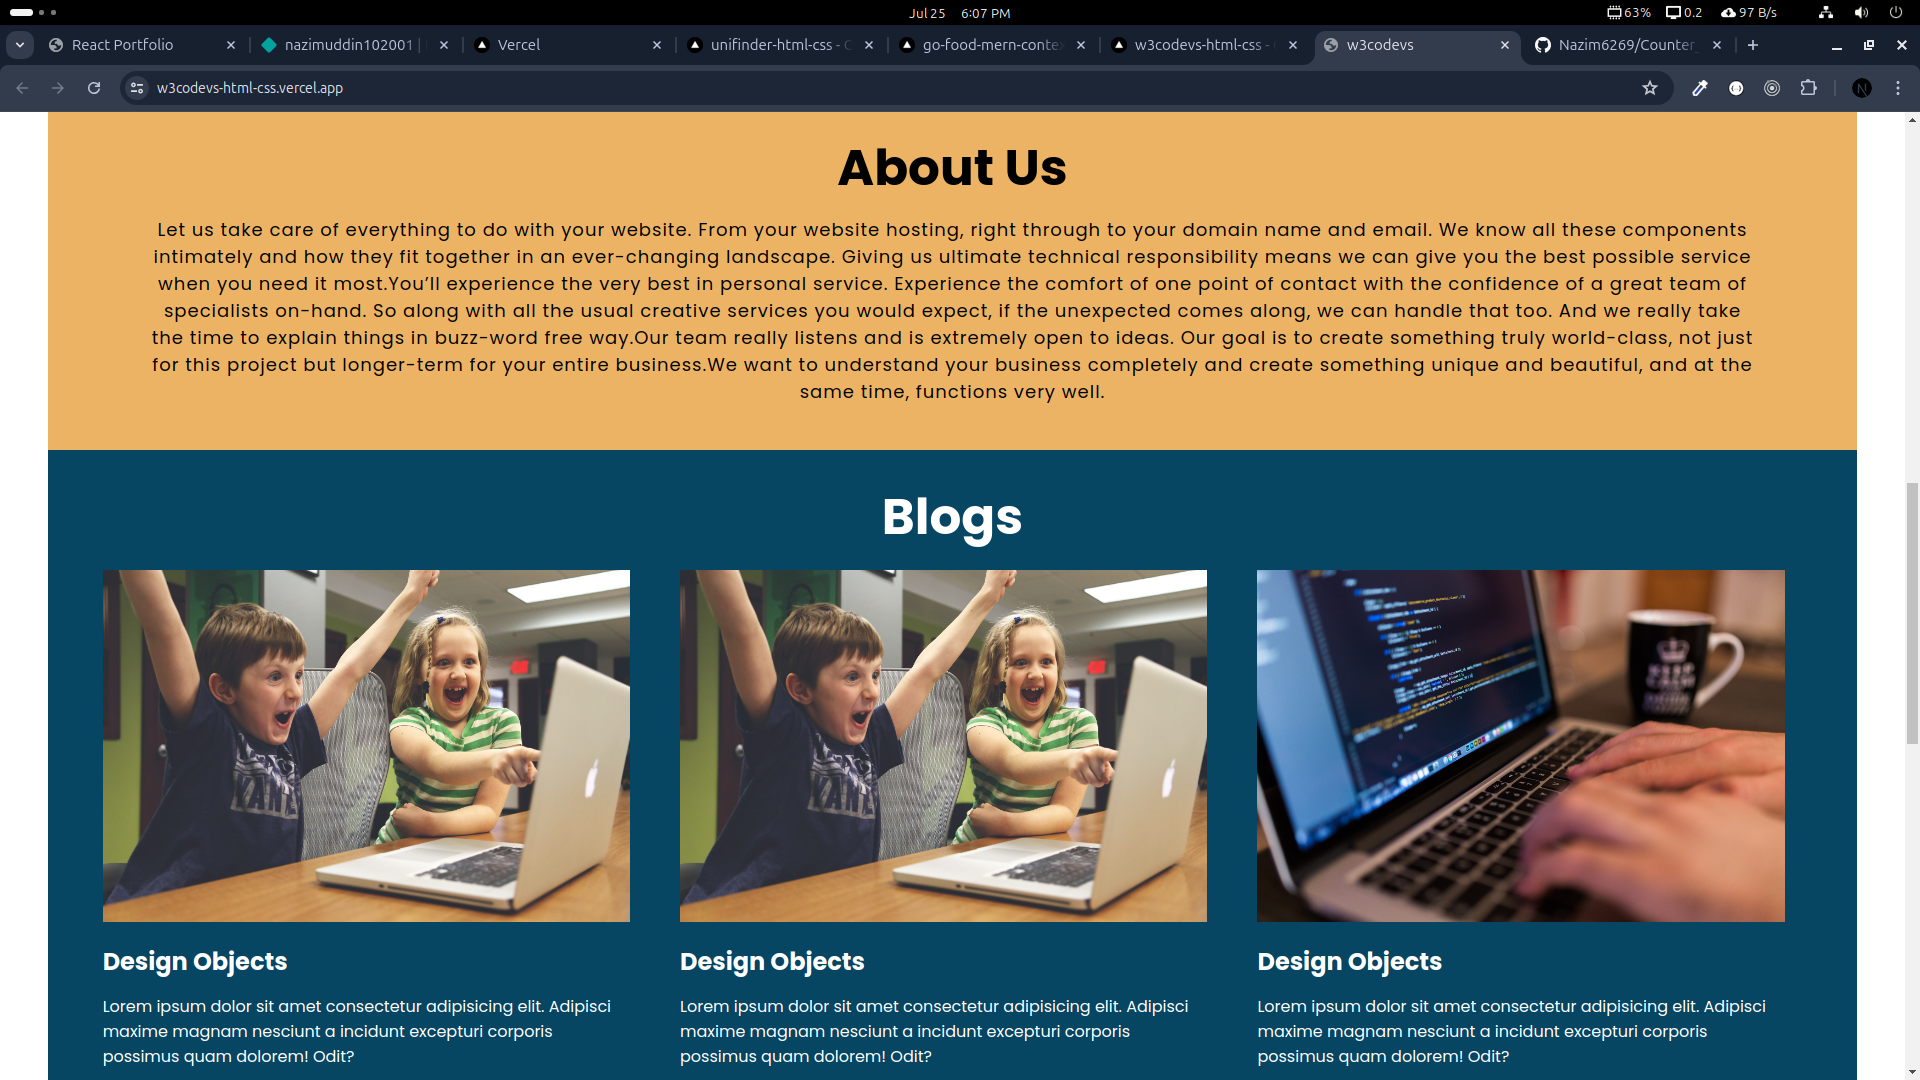 Jul 25 6:07 PM
63% 0.2 97 B/s
React Portfolio
nazimuddin102001 |
Vercel
unifinder-html-css -
go-food-mern-conte
w3codevs-html-css -
w3codevs
Nazim6269/Counter_
w3codevs-html-css.vercel.app
N
About Us
Let us take care of everything to do with your website. From your website hosting, right through to your domain name and email. We know all these components
intimately and how they fit together in an ever-changing landscape. Giving us ultimate technical responsibility means we can give you the best possible service
when you need it most.You’ll experience the very best in personal service. Experience the comfort of one point of contact with the confidence of a great team of
specialists on-hand. So along with all the usual creative services you would expect, if the unexpected comes along, we can handle that too. And we really take
the time to explain things in buzz-word free way.Our team really listens and is extremely open to ideas. Our goal is to create something truly world-class, not just
for this project but longer-term for your entire business.We want to understand your business completely and create something unique and beautiful, and at the
same time, functions very well.
Blogs
VANS
VANS
KEEP
CALM
Design Objects
Lorem ipsum dolor sit amet consectetur adipisicing elit. Adipisci
maxime magnam nesciunt a incidunt excepturi corporis
possimus quam dolorem! Odit?
Design Objects
Lorem ipsum dolor sit amet consectetur adipisicing elit. Adipisci
maxime magnam nesciunt a incidunt excepturi corporis
possimus quam dolorem! Odit?
Design Objects
Lorem ipsum dolor sit amet consectetur adipisicing elit. Adipisci
maxime magnam nesciunt a incidunt excepturi corporis
possimus quam dolorem! Odit?